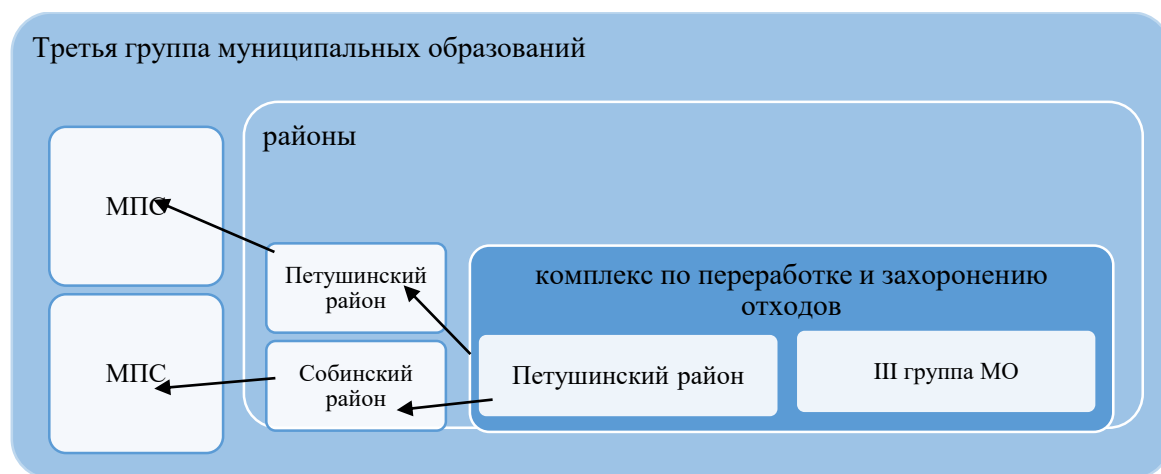 Третья группа муниципальных образований
районы
МПС
Петушинский
район
комплекс по переработке и захоронению
отходов
МПС
Собинский
район
Петушинский район
III группа МО